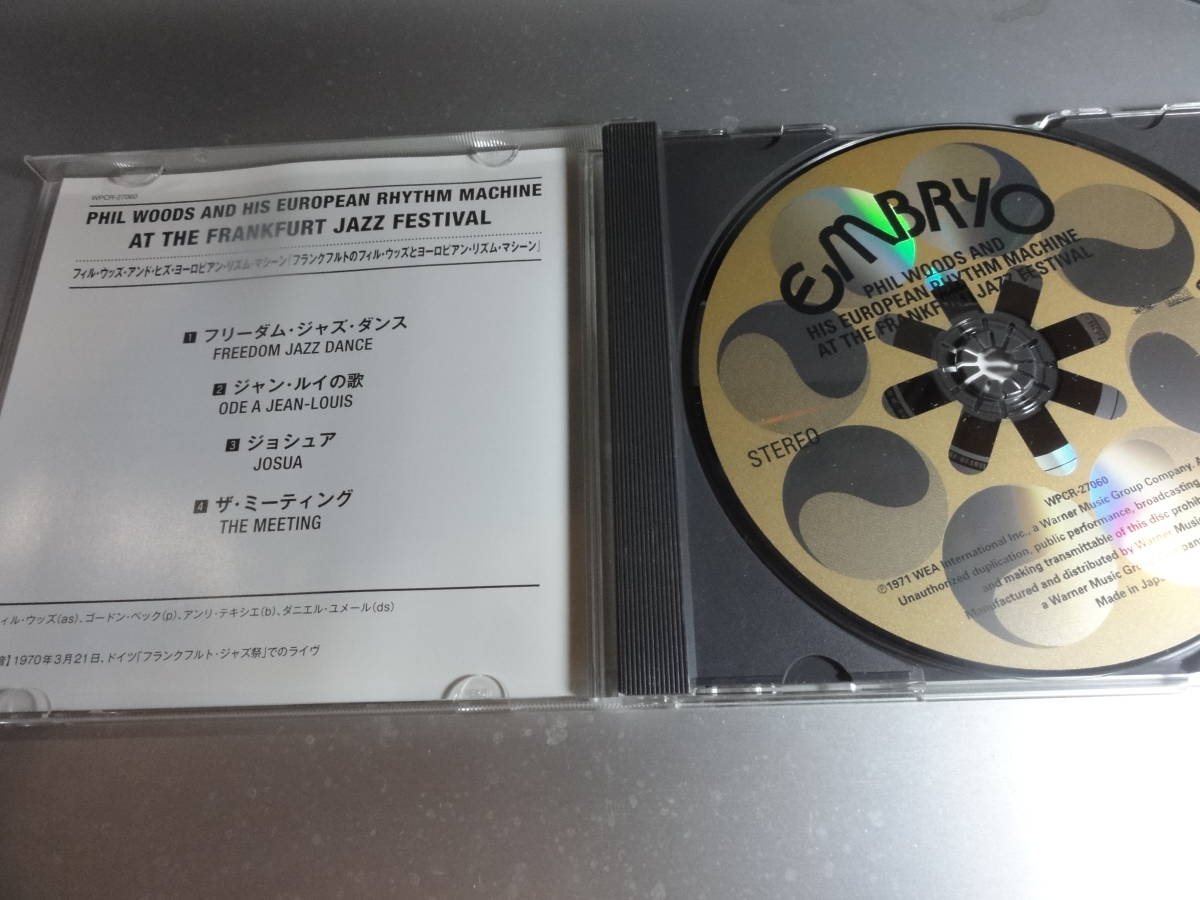 WPCR-27060
PHIL WOODS AND HIS EUROPEAN RHYTHM MACHINE
AT THE FRANKFURT JAZZ FESTIVAL
フィル・ウッズ・アンド・ヒズ・ヨーロピアン・リズム・マシーン「フランクフルトのフィル・ウッズとヨーロピアン・リズム・マシーン」
1 フリーダム・ジャズ・ダンス
FREEDOM JAZZ DANCE
2 ジャン・ルイの歌
ODE A JEAN-LOUIS
3 ジョシュア
JOSUA
4 ザ・ミーティング
THE MEETING
ィル・ウッズ(as)、ゴードン・ベック(p)、アンリ・テキシエ(b)、ダニエル・ユメール(ds)
音】1970年3月21日、ドイツ「フランクフルト・ジャズ祭」でのライヴ
EMBRYO
PHIL WOODS AND
HIS EUROPEAN RHYTHM MACHINE
AT THE FRANKFURT JAZZ FESTIVAL
STEREO
WPCR-27060
℗1971 WEA International Inc., a Warner Music Group Company. A
Unauthorized duplication, public performance, broadcasting,
and making transmittable of this disc prohib
Manufactured and distributed by Warner Music
a Warner Music Gro
Made in Japa